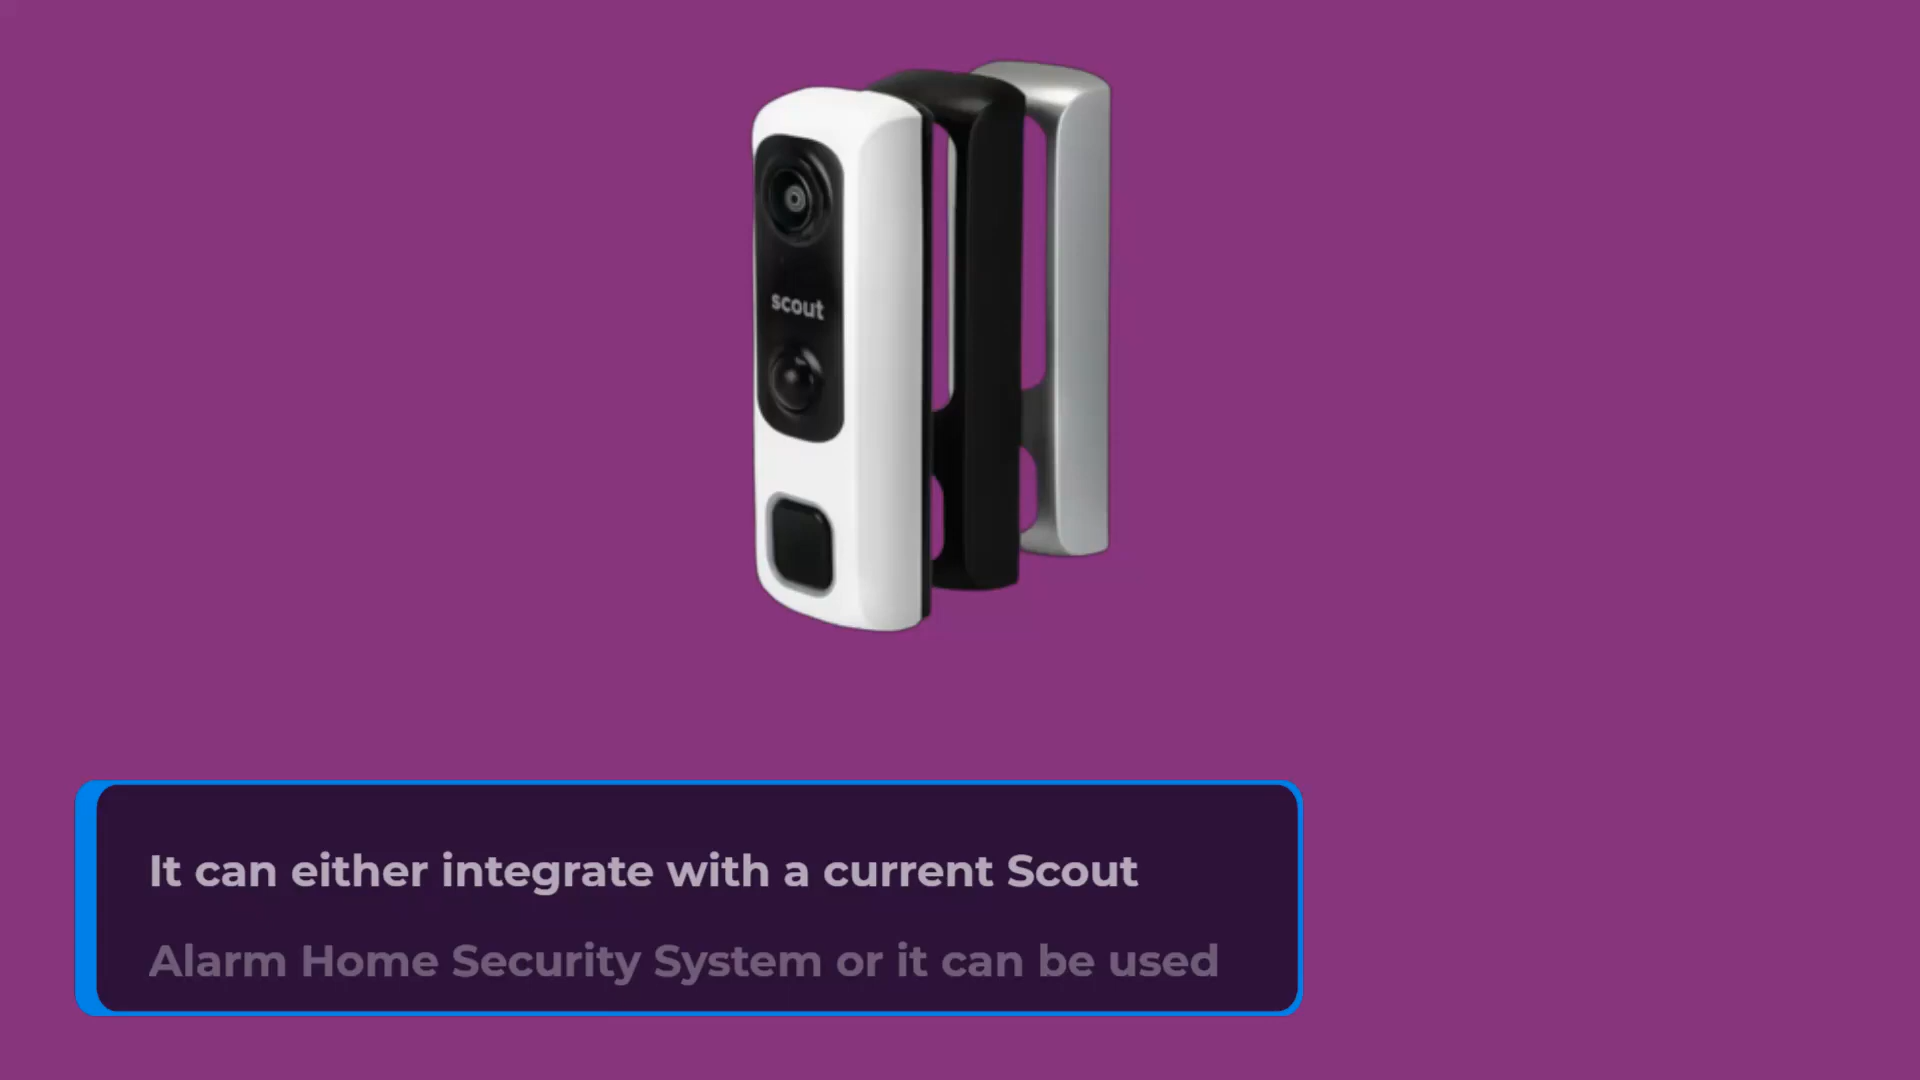 scout
It can either integrate with a current Scout
Alarm Home Security System or it can be used